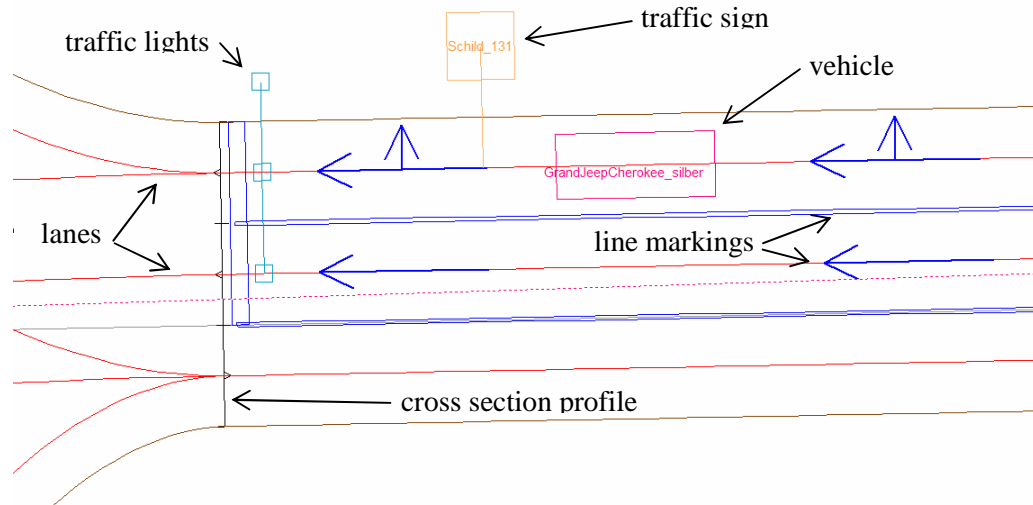 traffic sign
traffic lights
Schild_131
vehicle
GrandJeepCherokee_silber
lanes
line markings
cross section profile